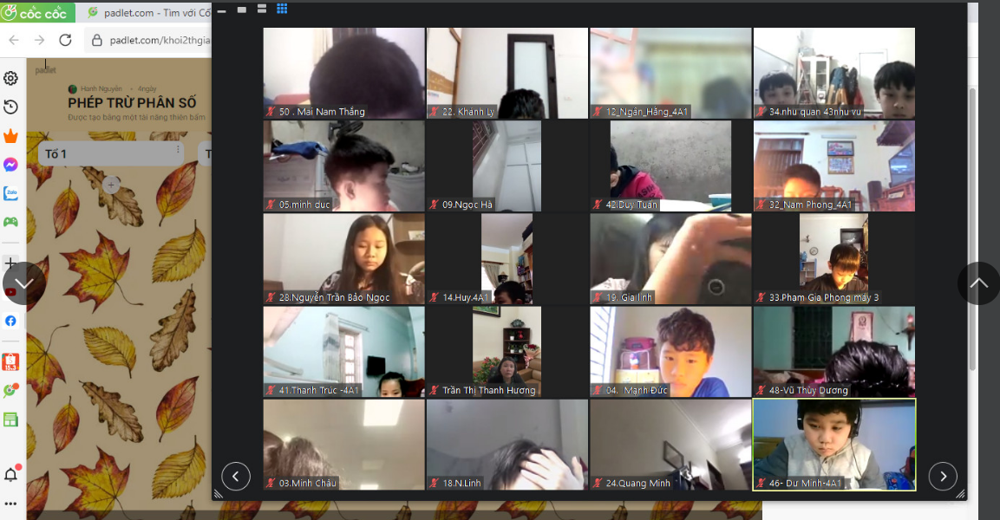 cốc cốc
padlet.com - Tìm với Cố
padlet.com/khoi2thgia
padlet
Hanh Nguyên • 4ngày
PHÉP TRỪ PHÂN SỐ
Được tạo bằng một tài năng thiên bẩm
Tổ 1
T
Zalo
50 . Mai Nam Thắng
22. Khánh Ly
12_Ngân_Hằng_4A1
34.nhu quan 43nhu vu
05.minh duc
09.Ngọc Hà
42.Duy Tuấn
32_Nam Phong_4A1
28.Nguyễn Trần Bảo Ngọc
14.Huy.4A1
19. Gia linh
33.Phạm Gia Phong máy 3
41.Thanh Trúc -4A1
Trần Thị Thanh Hương
04. Mạnh Đức
48-Vũ Thùy Dương
03.Minh Châu
18.N.Linh
24.Quang Minh
46- Dư Minh-4A1